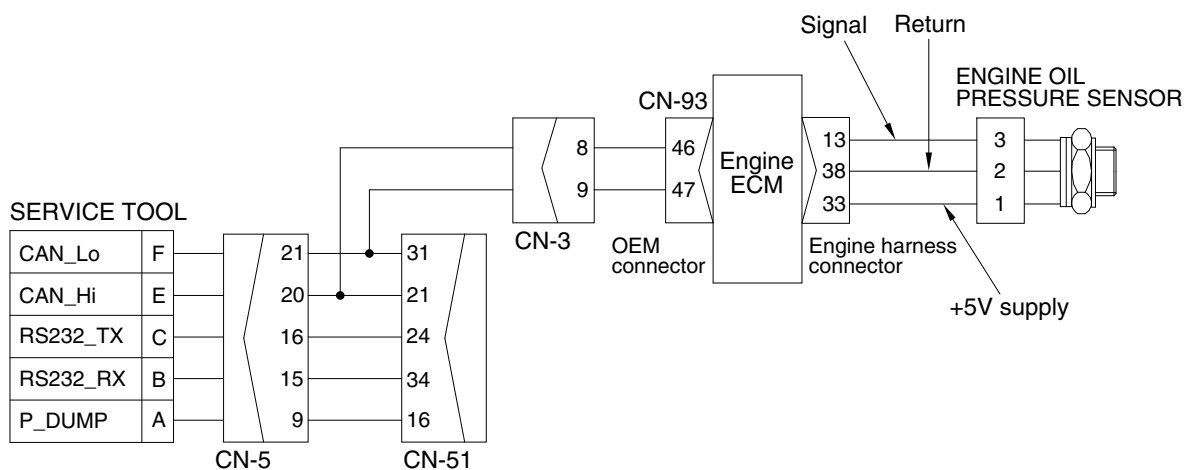 Signal Return
ENGINE OIL
PRESSURE SENSOR
CN-93
8 46 Engine 13 3
ECM 38 2
9 47 33 1
SERVICE TOOL
CN-3 OEM Engine harness
connector connector
CAN_Lo F 21 31
+5V supply
CAN_Hi E 20 21
RS232_TX C 16 24
RS232_RX B 15 34
P_DUMP A 9 16
CN-5 CN-51